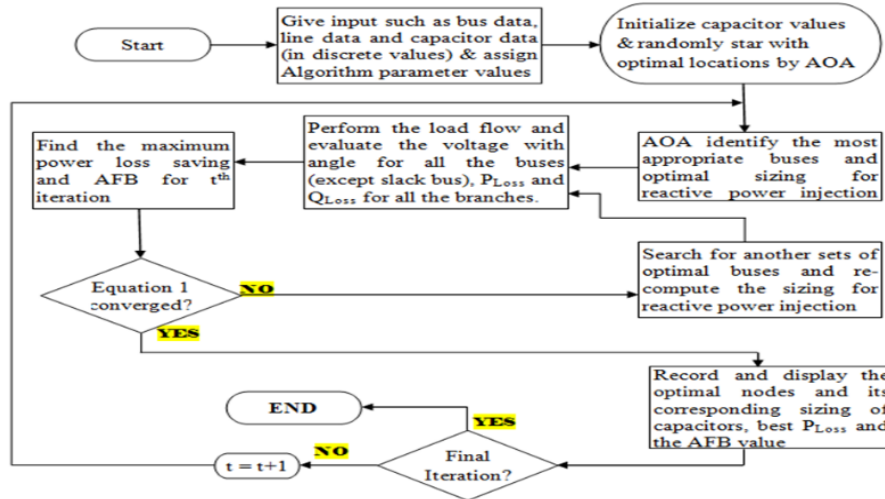 Start
Give input such as bus data,
line data and capacitor data
(in discrete values) & assign
Algorithm parameter values
Initialize capacitor values
& randomly star with
optimal locations by AOA
Find the maximum
power loss saving
and AFB for tth
iteration
Perform the load flow and
evaluate the voltage with
angle for all the buses
(except slack bus), PLoss and
QLoss for all the branches.
AOA identify the most
appropriate buses and
optimal sizing for
reactive power injection
Search for another sets of
optimal buses and re-
compute the sizing for
reactive power injection
Equation 1
converged?
NO
YES
Record and display the
optimal nodes and its
corresponding sizing of
capacitors, best PLoss and
the AFB value
END
YES
Final
Iteration?
NO
t = t+1